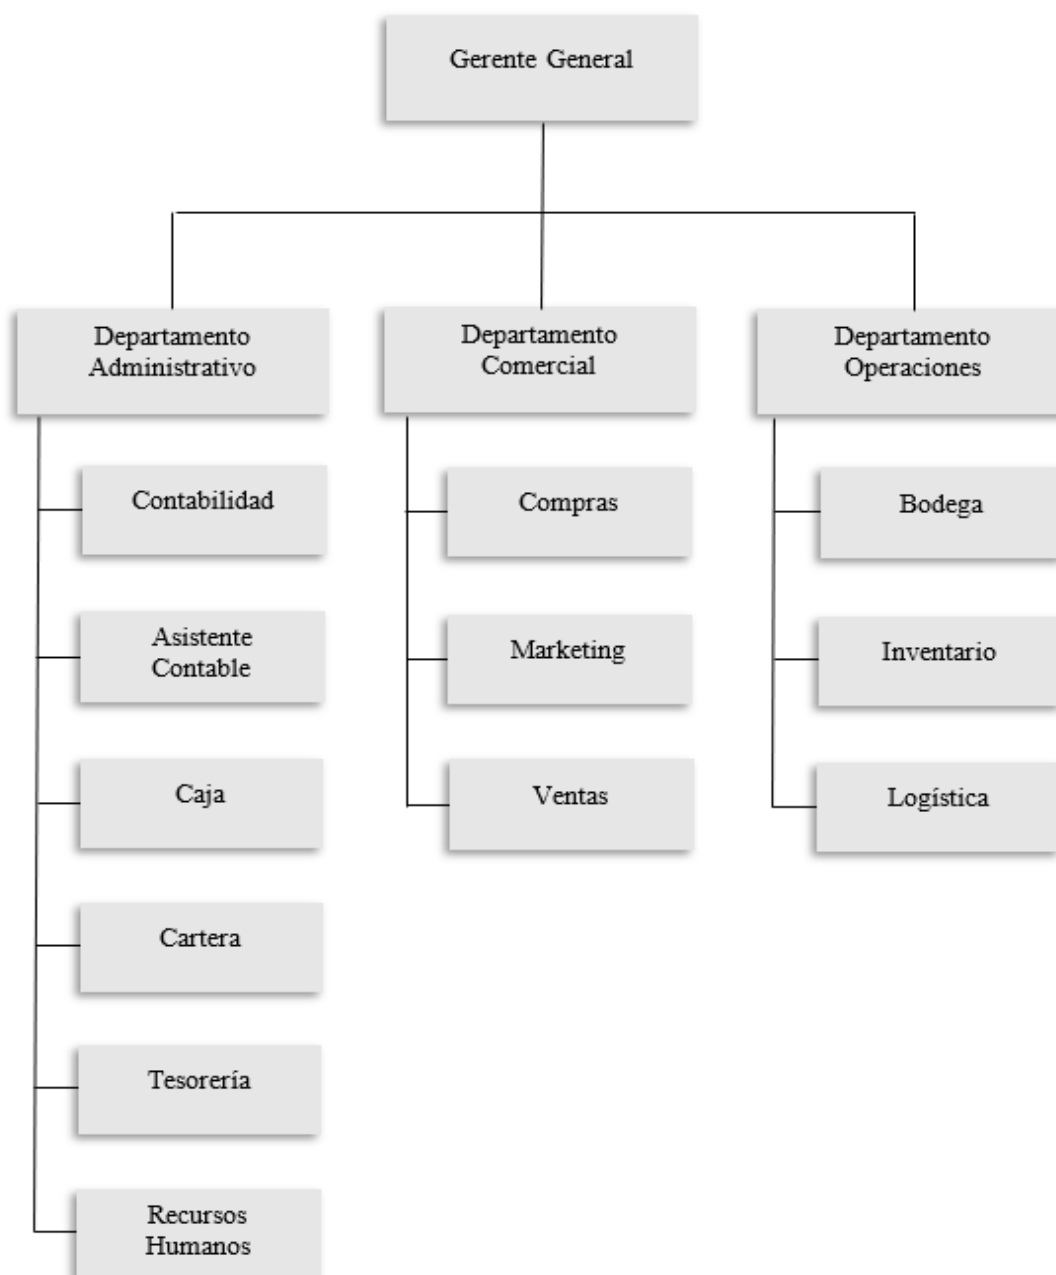 Gerente General
Departamento
Administrativo
Contabilidad
Asistente
Contable
Caja
Cartera
Tesorería
Recursos
Humanos
Departamento
Comercial
Compras
Marketing
Ventas
Departamento
Operaciones
Bodega
Inventario
Logística